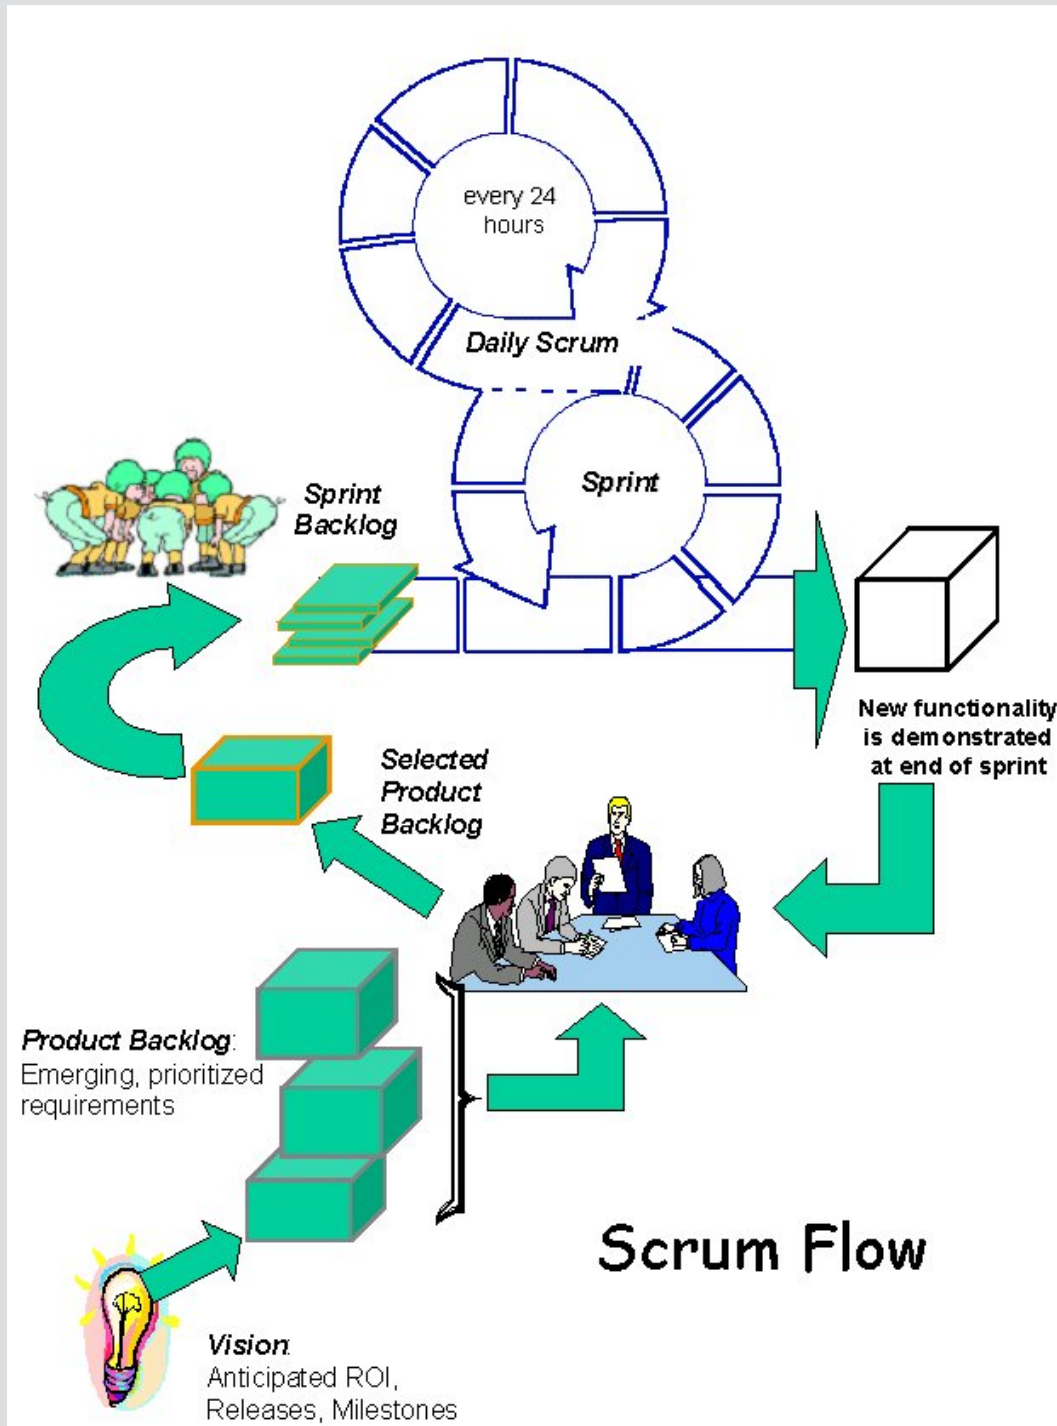 every 24
hours
Daily Scrum
Sprint
Sprint
Backlog
New functionality
is demonstrated
at end of sprint
Selected
Product
Backlog
Product Backlog:
Emerging, prioritized
requirements
Scrum Flow
Vision:
Anticipated ROI,
Releases, Milestones